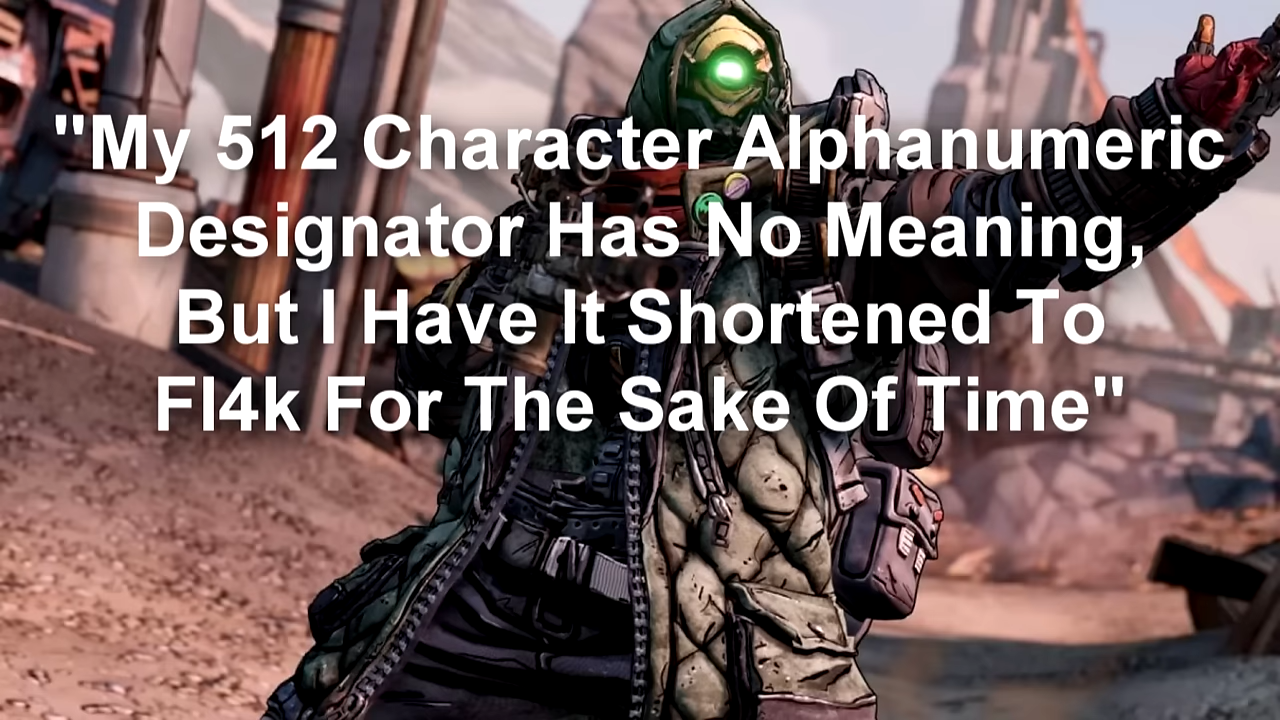 "My 512 Character Alphanumeric
Designator Has No Meaning,
But I Have It Shortened To
Fl4k For The Sake Of Time"